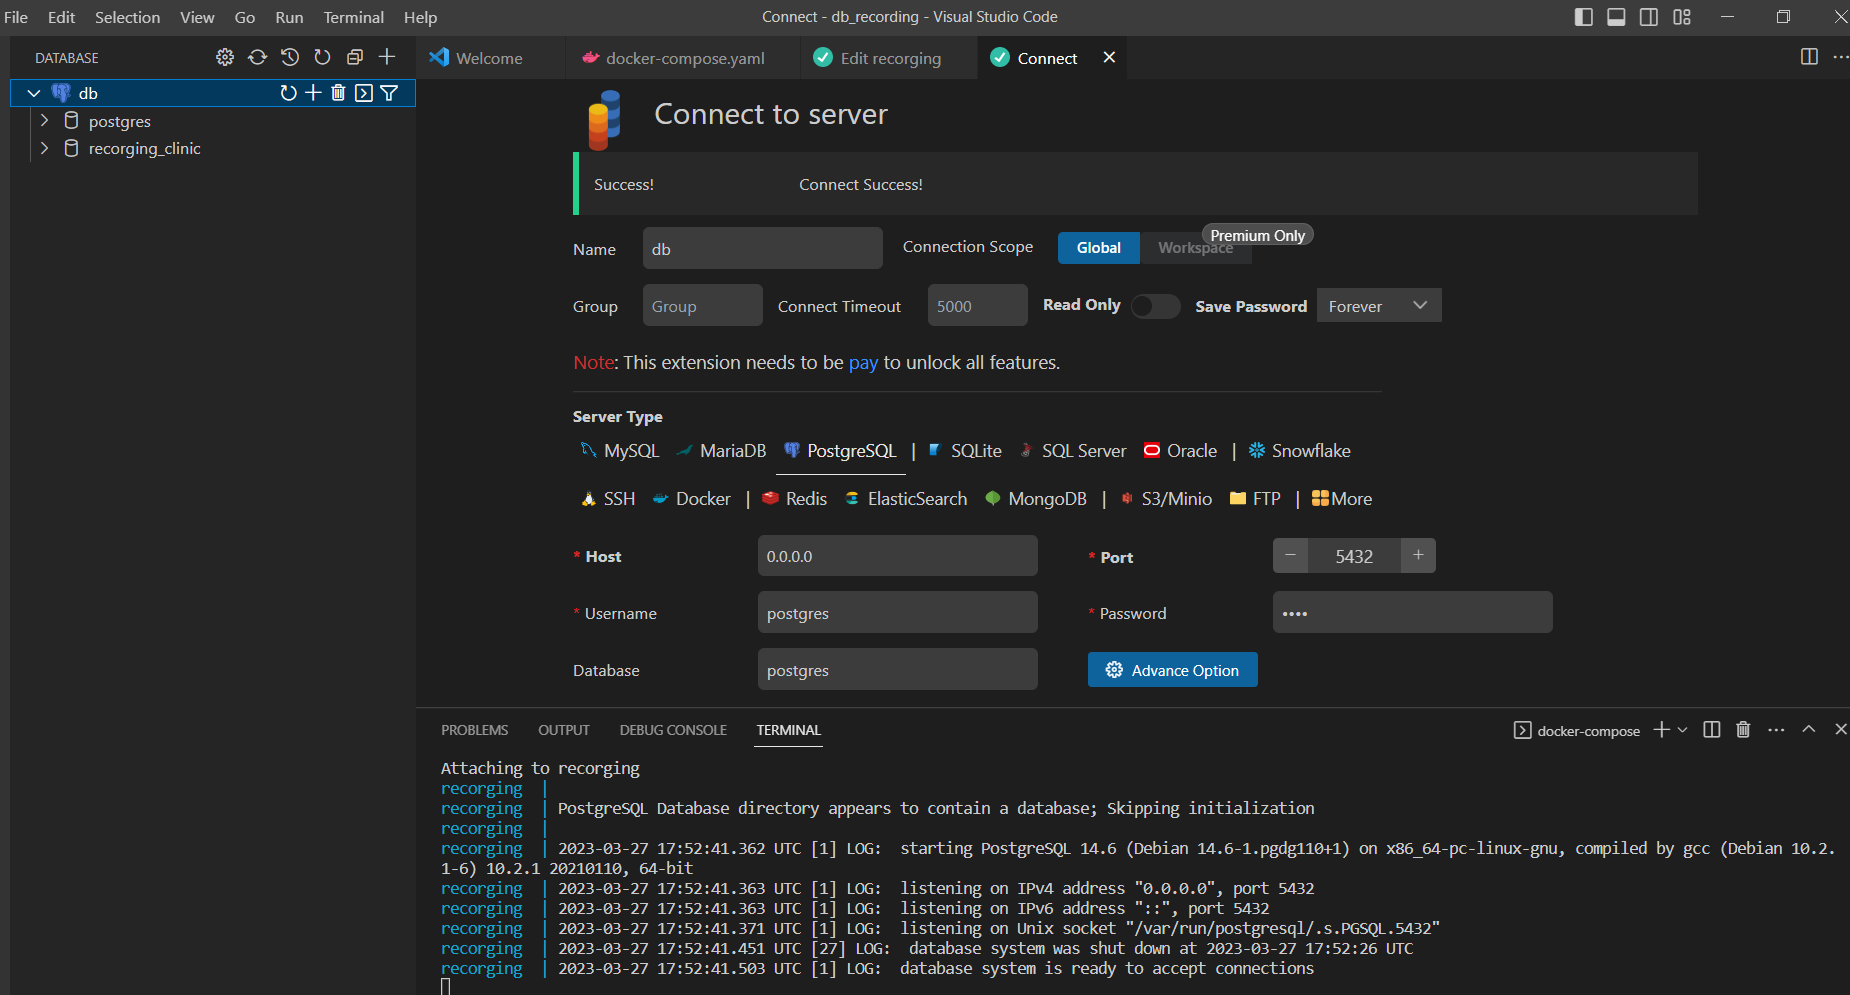 File Edit Selection View Go Run Terminal Help
Connect - db_recording - Visual Studio Code
DATABASE
Welcome docker-compose.yaml Edit recorging Connect
db
postgres
recorging_clinic
Connect to server
Success! Connect Success!
Premium Only
Name db Connection Scope Global Workspace
Group Group Connect Timeout 5000 Read Only Save Password Forever
Note: This extension needs to be pay to unlock all features.
Server Type
MySQL MariaDB PostgreSQL | SQLite SQL Server Oracle | Snowflake
SSH Docker | Redis ElasticSearch MongoDB | S3/Minio FTP | More
* Host 0.0.0.0 * Port − 5432 +
* Username postgres * Password ••••
Database postgres Advance Option
PROBLEMS OUTPUT DEBUG CONSOLE TERMINAL docker-compose
Attaching to recorging
recorging |
recorging | PostgreSQL Database directory appears to contain a database; Skipping initialization
recorging |
recorging | 2023-03-27 17:52:41.362 UTC [1] LOG:  starting PostgreSQL 14.6 (Debian 14.6-1.pgdg110+1) on x86_64-pc-linux-gnu, compiled by gcc (Debian 10.2.
1-6) 10.2.1 20210110, 64-bit
recorging | 2023-03-27 17:52:41.363 UTC [1] LOG:  listening on IPv4 address "0.0.0.0", port 5432
recorging | 2023-03-27 17:52:41.363 UTC [1] LOG:  listening on IPv6 address "::", port 5432
recorging | 2023-03-27 17:52:41.371 UTC [1] LOG:  listening on Unix socket "/var/run/postgresql/.s.PGSQL.5432"
recorging | 2023-03-27 17:52:41.451 UTC [27] LOG:  database system was shut down at 2023-03-27 17:52:26 UTC
recorging | 2023-03-27 17:52:41.503 UTC [1] LOG:  database system is ready to accept connections